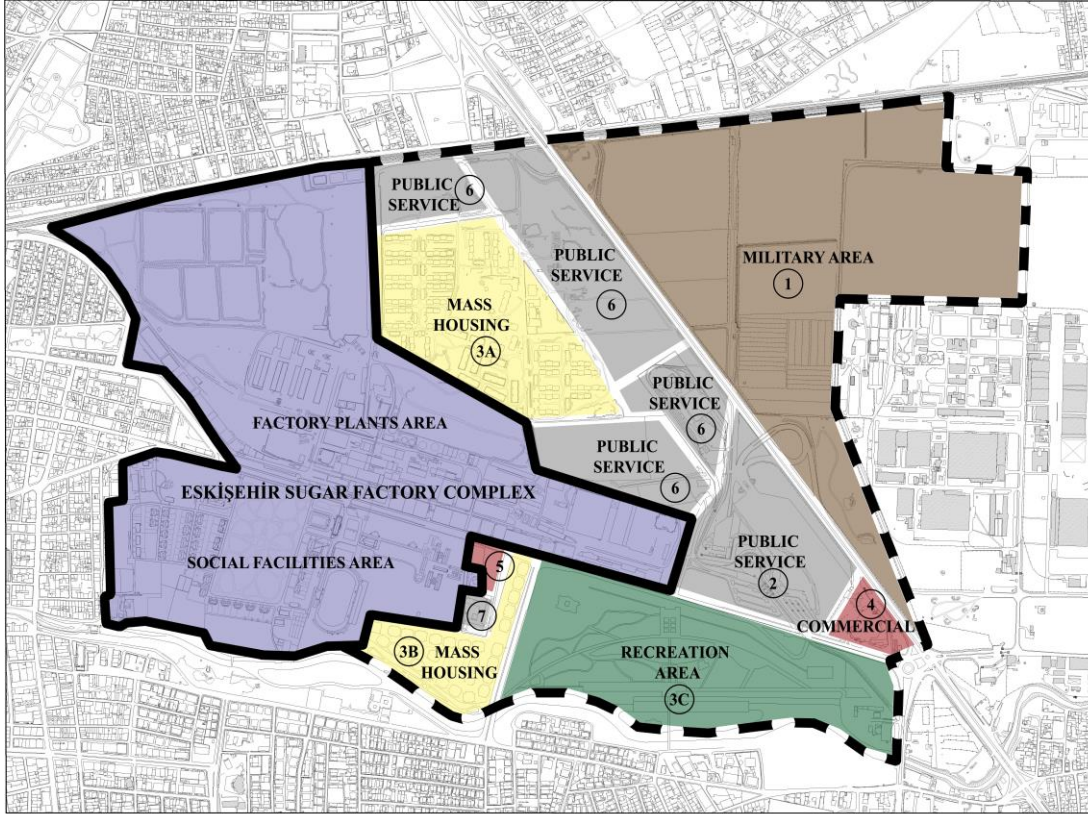 PUBLIC
SERVICE
6
PUBLIC
SERVICE
6
MILITARY AREA
1
MASS
HOUSING
3A
PUBLIC
SERVICE
6
FACTORY PLANTS AREA
PUBLIC
SERVICE
6
ESKİŞEHİR SUGAR FACTORY COMPLEX
SOCIAL FACILITIES AREA
5
PUBLIC
SERVICE
2
7
4
COMMERCIAL
3B
MASS
HOUSING
RECREATION
AREA
3C